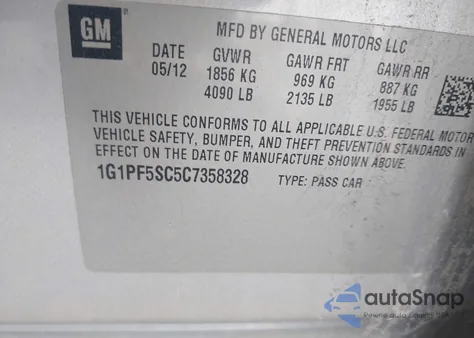 GM
MFD BY GENERAL MOTORS LLC
DATE GVWR GAWR FRT GAWR RR
05/12 1856 KG 969 KG 887 KG
4090 LB 2135 LB 1955 LB
THIS VEHICLE CONFORMS TO ALL APPLICABLE U.S. FEDERAL MOTOR
VEHICLE SAFETY, BUMPER, AND THEFT PREVENTION STANDARDS IN
EFFECT ON THE DATE OF MANUFACTURE SHOWN ABOVE.
1G1PF5SC5C7358328 TYPE: PASS CAR
autoSnap